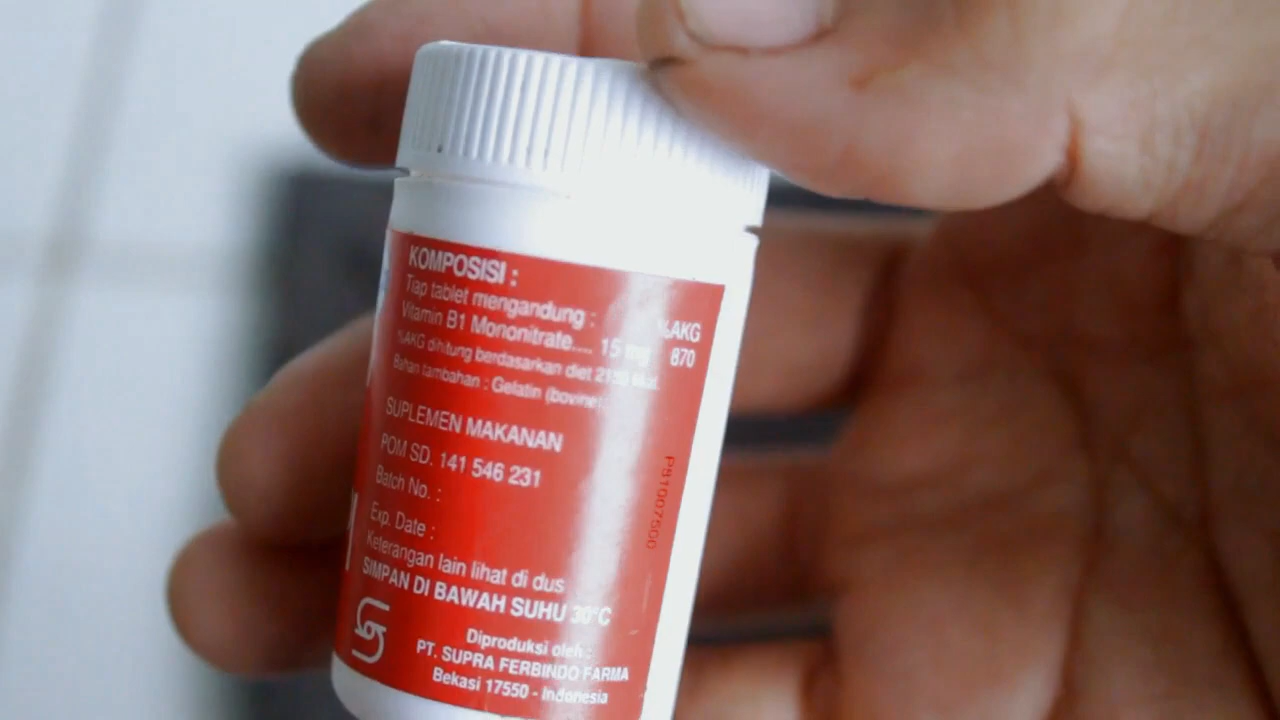 KOMPOSISI :
Tiap tablet mengandung :
%AKG
Vitamin B1 Mononitrate.... 15 mg 870
%AKG dihitung berdasarkan diet
Bahan tambahan : Gelatin (bovine)
SUPLEMEN MAKANAN
POM SD. 141 546 231
Batch No. :
Exp. Date :
Keterangan lain lihat di dus
SIMPAN DI BAWAH SUHU 30°C
Diproduksi oleh :
PT. SUPRA FERBINDO FARMA
Bekasi 17550 - Indonesia
P81007500